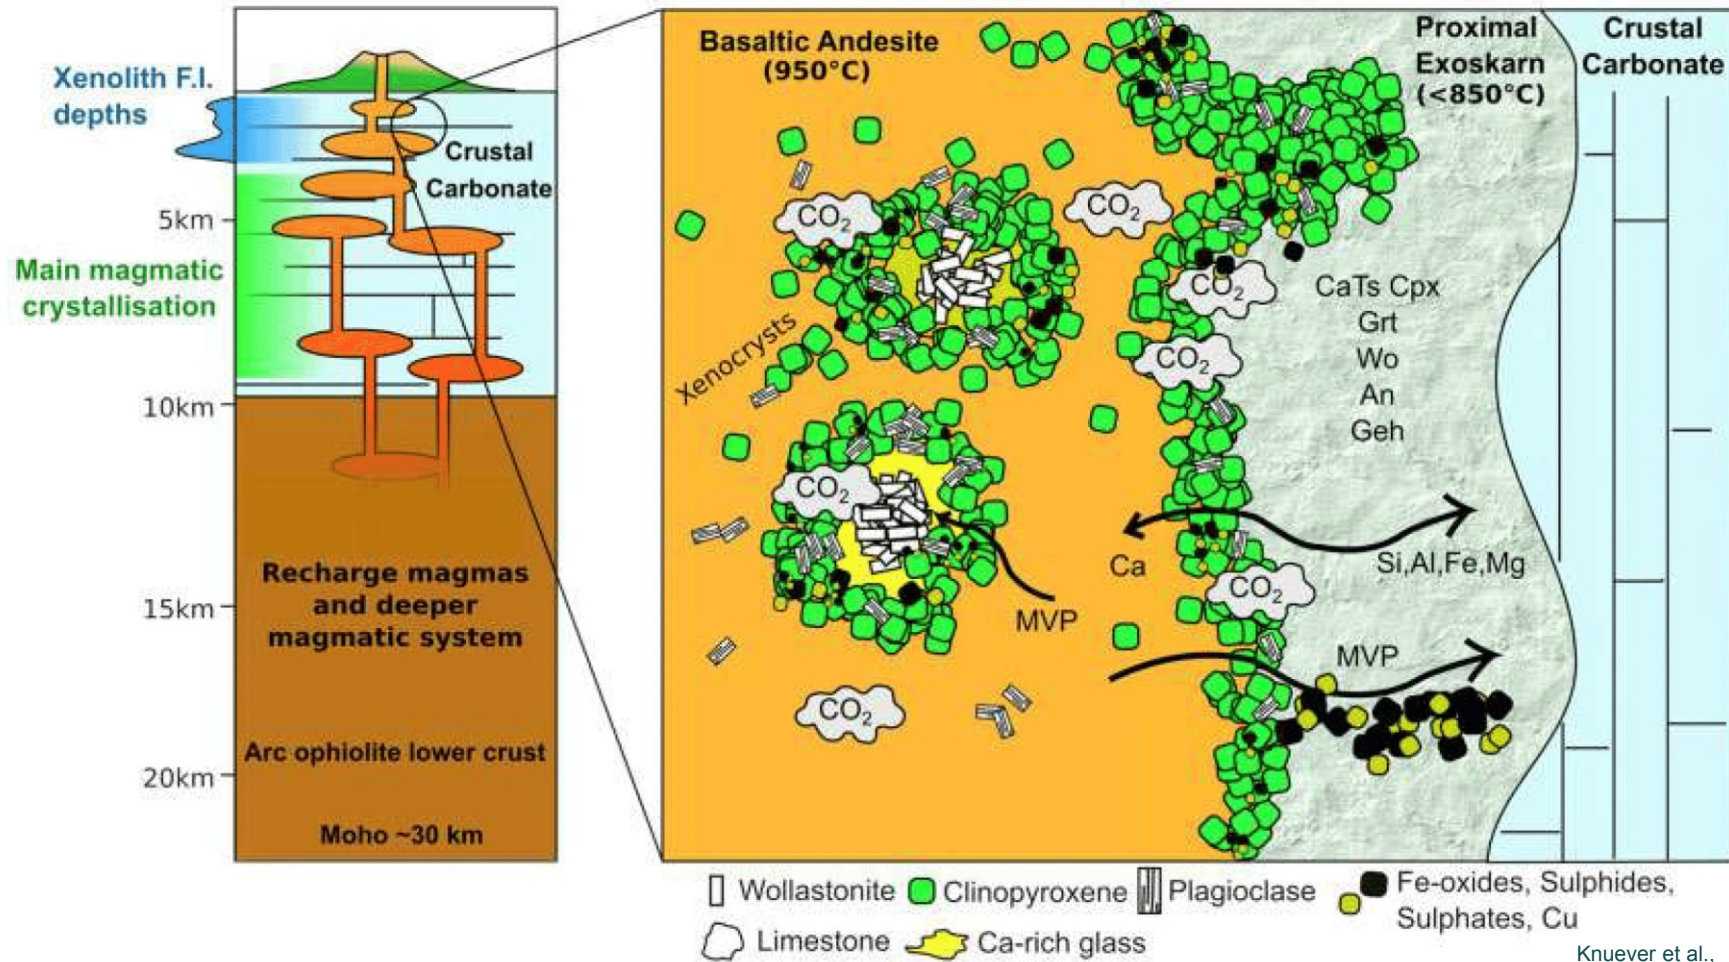 Xenolith F.I.
depths
Crustal
Carbonate
5km
Main magmatic
crystallisation
10km
Recharge magmas
and deeper
magmatic system
15km
Arc ophiolite lower crust
20km
Moho ~30 km
Basaltic Andesite
(950°C)
Proximal
Exoskarn
(<850°C)
Crustal
Carbonate
CO₂
CO₂
CO₂
CO₂
Xenocrysts
CaTs Cpx
Grt
Wo
An
Geh
CO₂
Ca
Si,Al,Fe,Mg
CO₂
MVP
MVP
CO₂
Wollastonite
Clinopyroxene
Plagioclase
Fe-oxides, Sulphides,
Sulphates, Cu
Limestone
Ca-rich glass
Knuever et al.,